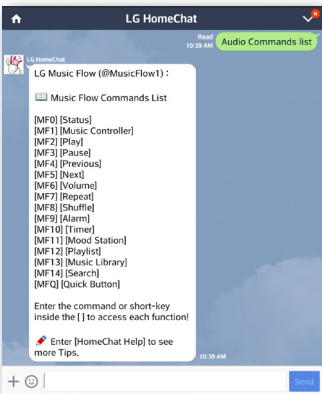 LG HomeChat
N
Read
10:39 AM
Audio Commands list
LG HomeChat
LG Music Flow (@MusicFlow1) :
Music Flow Commands List
[MF0] [Status]
[MF1] [Music Controller]
[MF2] [Play]
[MF3] [Pause]
[MF4] [Previous]
[MF5] [Next]
[MF6] [Volume]
[MF7] [Repeat]
[MF8] [Shuffle]
[MF9] [Alarm]
[MF10] [Timer]
[MF11] [Mood Station]
[MF12] [Playlist]
[MF13] [Music Library]
[MF14] [Search]
[MFQ] [Quick Button]
Enter the command or short-key
inside the [ ] to access each function!
Enter [HomeChat Help] to see
more Tips.
10:39 AM
Send